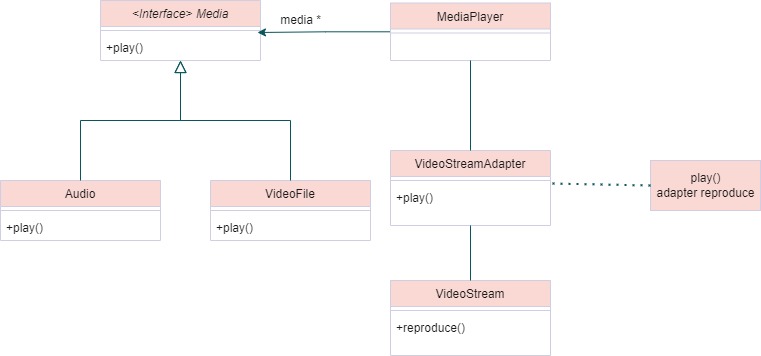 <Interface> Media
+play()
media *
MediaPlayer
Audio
+play()
VideoFile
+play()
VideoStreamAdapter
+play()
play()
adapter reproduce
VideoStream
+reproduce()